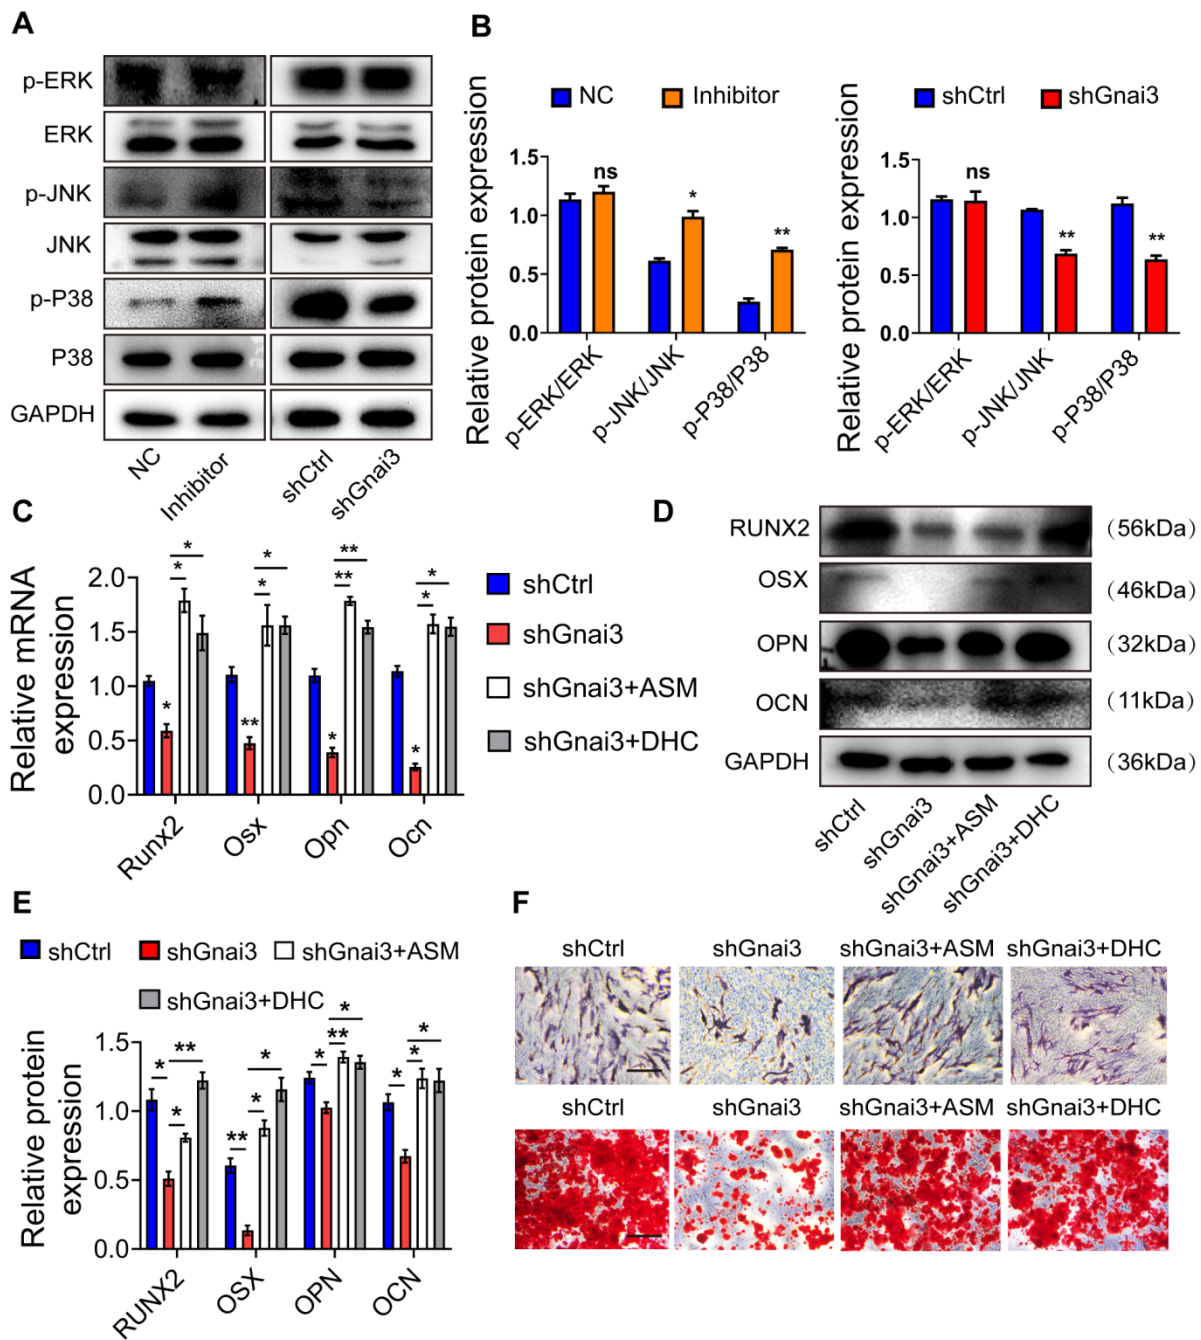 A
p-ERK
ERK
p-JNK
JNK
p-P38
P38
GAPDH
NC
Inhibitor
shCtrl
shGnai3
B
NC
Inhibitor
Relative protein expression
1.5
1.0
0.5
0.0
ns
*
**
p-ERK/ERK
p-JNK/JNK
p-P38/P38
shCtrl
shGnai3
Relative protein expression
1.5
1.0
0.5
0.0
ns
**
**
p-ERK/ERK
p-JNK/JNK
p-P38/P38
C
Relative mRNA
expression
2.0
1.5
1.0
0.5
0.0
*
*
*
*
*
**
**
**
*
*
*
*
Runx2
Osx
Opn
Ocn
shCtrl
shGnai3
shGnai3+ASM
shGnai3+DHC
D
RUNX2
(56kDa)
OSX
(46kDa)
OPN
(32kDa)
OCN
(11kDa)
GAPDH
(36kDa)
shCtrl
shGnai3
shGnai3+ASM
shGnai3+DHC
E
shCtrl
shGnai3
shGnai3+ASM
shGnai3+DHC
Relative protein
expression
1.5
1.0
0.5
0.0
*
*
**
**
*
*
*
**
*
*
*
*
RUNX2
OSX
OPN
OCN
F
shCtrl
shGnai3
shGnai3+ASM
shGnai3+DHC
shCtrl
shGnai3
shGnai3+ASM
shGnai3+DHC